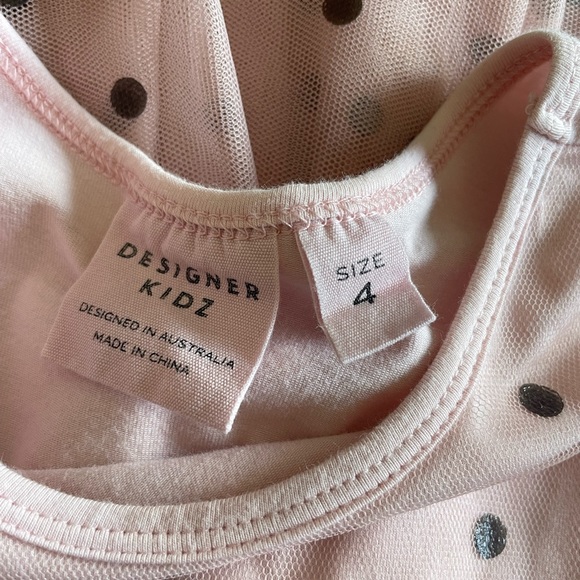 DESIGNER
KIDZ
DESIGNED IN AUSTRALIA
MADE IN CHINA
SIZE
4